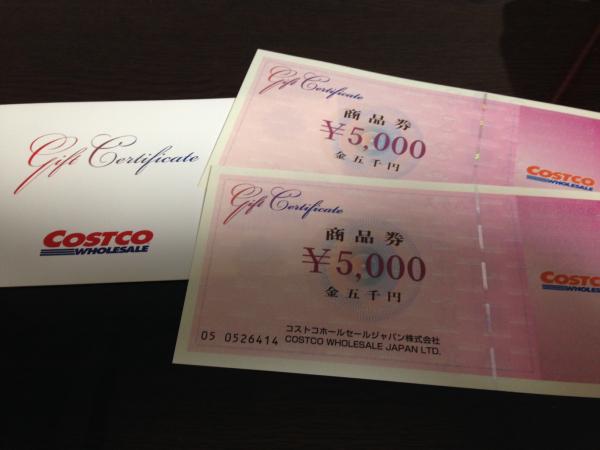 Gift Certificate
COSTCO
WHOLESALE
Gift Certificate
商品券
¥5,000
金五千円
COSTCO
WHOLESALE
Gift Certificate
商品券
¥5,000
金五千円
COSTCO
WHOLESALE
05 0526414
コストコホールセールジャパン株式会社
COSTCO WHOLESALE JAPAN LTD.